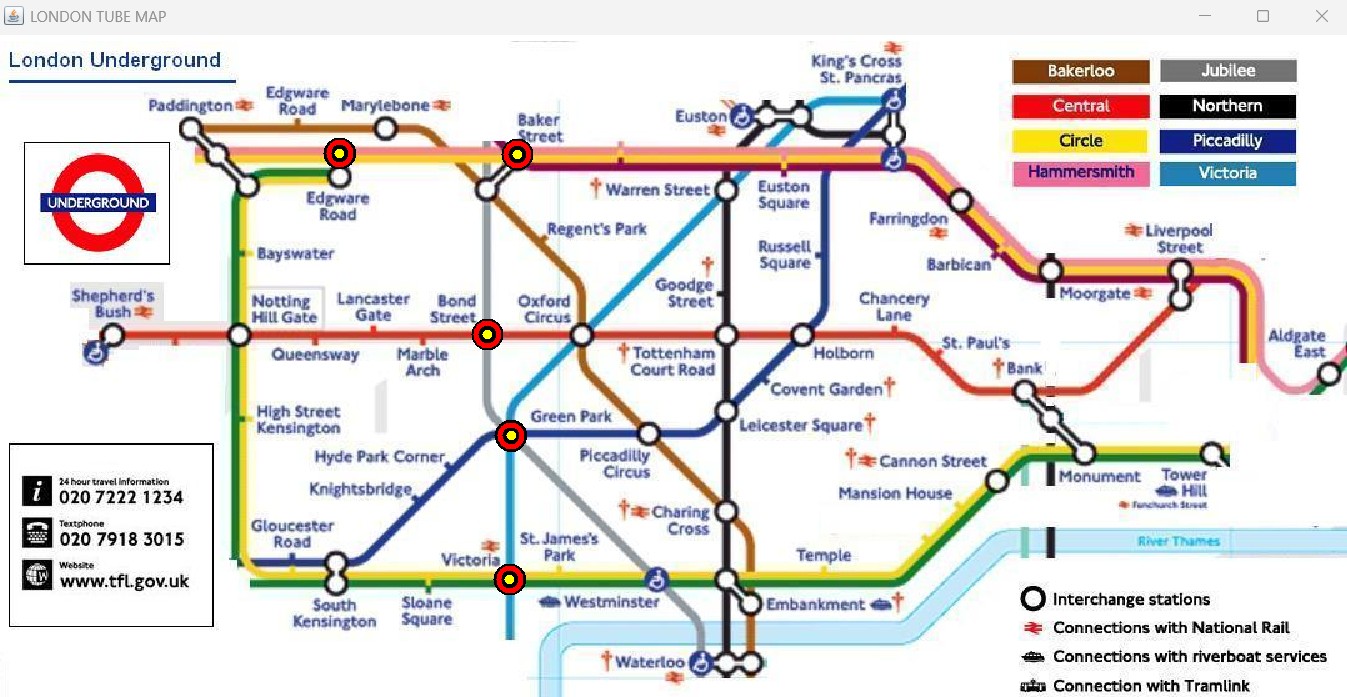 LONDON TUBE MAP
London Underground
King's Cross
St. Pancras
Bakerloo
Jubilee
Central
Northern
Circle
Piccadilly
Hammersmith
Victoria
Paddington
Edgware
Road
Marylebone
Baker
Street
Euston
UNDERGROUND
Edgware
Road
Warren Street
Euston
Square
Farringdon
Liverpool
Street
Regent's Park
Russell
Square
Barbican
Bayswater
Goodge
Street
Moorgate
Shepherd's
Bush
Notting
Hill Gate
Lancaster
Gate
Bond
Street
Oxford
Circus
Chancery
Lane
Aldgate
East
Queensway
Marble
Arch
Tottenham
Court Road
Holborn
St. Paul's
Bank
Covent Garden
High Street
Kensington
Green Park
Leicester Square
Hyde Park Corner
Piccadilly
Circus
Cannon Street
Monument
Tower
Hill
Fenchurch Street
Knightsbridge
Mansion House
24 hour travel information
020 7222 1234
Textphone
020 7918 3015
Website
www.tfl.gov.uk
Gloucester
Road
Charing
Cross
Victoria
St. James's
Park
Temple
River Thames
South
Kensington
Sloane
Square
Westminster
Embankment
Waterloo
Interchange stations
Connections with National Rail
Connections with riverboat services
Connection with Tramlink